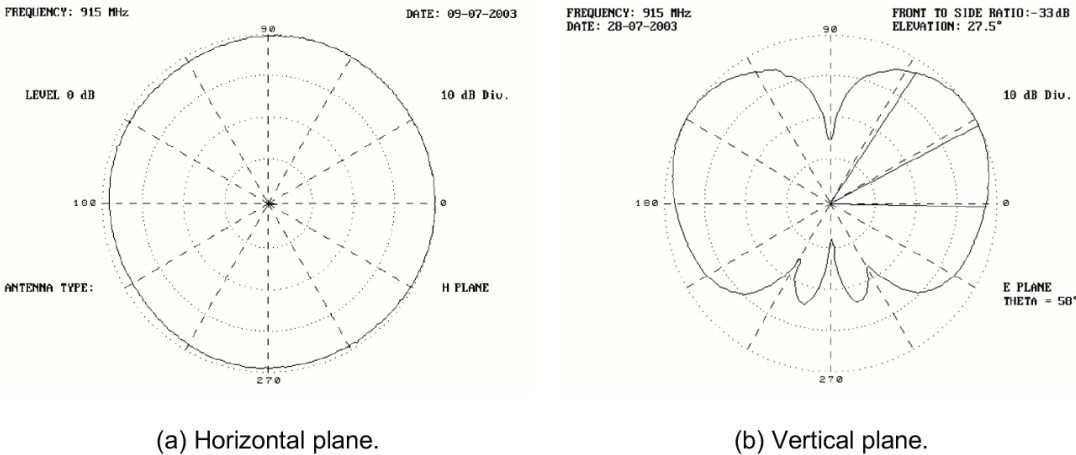 FREQUENCY: 915 MHz
DATE: 09-07-2003
90
LEVEL 0 dB
10 dB Div.
180
0
ANTENNA TYPE:
H PLANE
270
(a) Horizontal plane.
FREQUENCY: 915 MHz
DATE: 28-07-2003
FRONT TO SIDE RATIO:-33dB
ELEVATION: 27.5°
90
10 dB Div.
180
0
E PLANE
THETA = 58°
270
(b) Vertical plane.